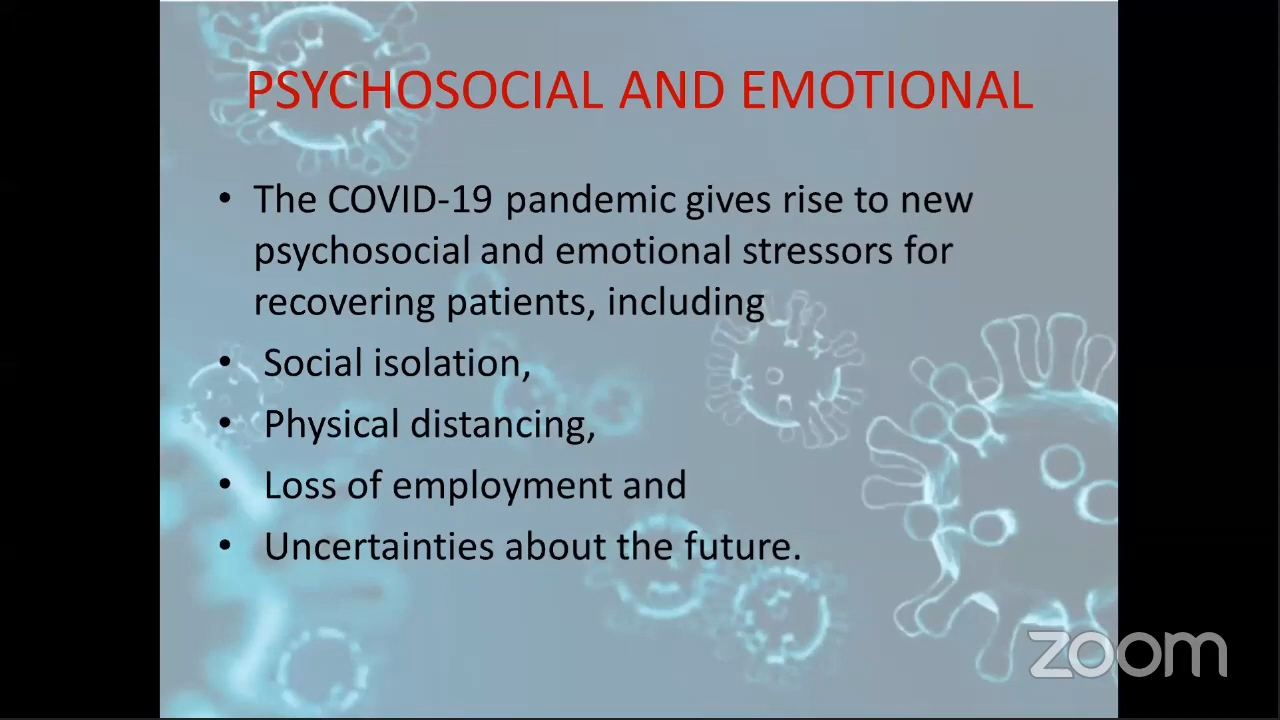 PSYCHOSOCIAL AND EMOTIONAL
• The COVID-19 pandemic gives rise to new
psychosocial and emotional stressors for
recovering patients, including
• Social isolation,
• Physical distancing,
• Loss of employment and
• Uncertainties about the future.
zoom